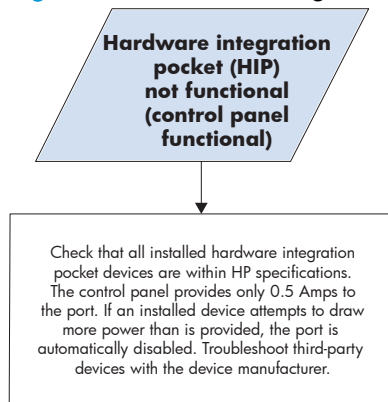 Hardware integration
pocket (HIP)
not functional
(control panel
functional)
Check that all installed hardware integration
pocket devices are within HP specifications.
The control panel provides only 0.5 Amps to
the port. If an installed device attempts to draw
more power than is provided, the port is
automatically disabled. Troubleshoot third-party
devices with the device manufacturer.